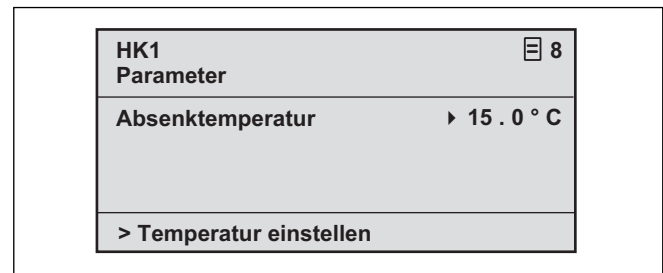 HK1 8
Parameter
Absenktemperatur 15 . 0 ° C
> Temperatur einstellen